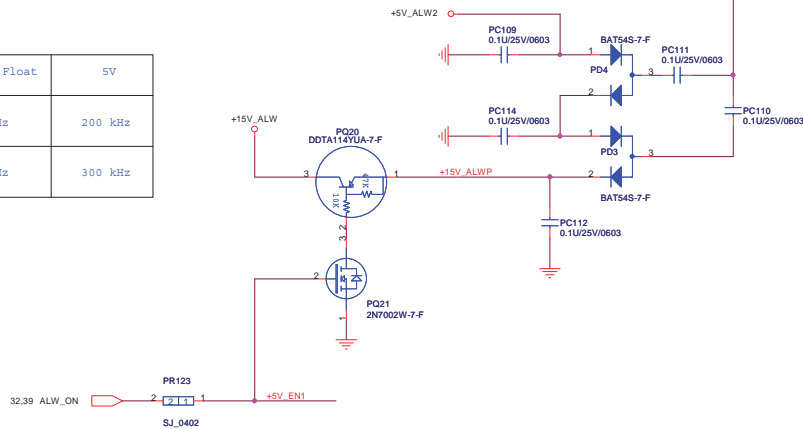 +5V_ALW2
PC109
0.1U/25V/0603
BAT54S-7-F
1
PC111
0.1U/25V/0603
Float 5V
PD4
3
2
Hz 200 kHz
PC114
0.1U/25V/0603
PC110
0.1U/25V/0603
+15V_ALW
PQ20
DDTA114YUA-7-F
1
PD3
3
Hz 300 kHz
3
47K
10K
1
+15V_ALWP
2
BAT54S-7-F
2
3
PC112
0.1U/25V/0603
2
PQ21
2N7002W-7-F
1
PR123
32,39 ALW_ON
2
2 1
1
+5V_EN1
SJ_0402